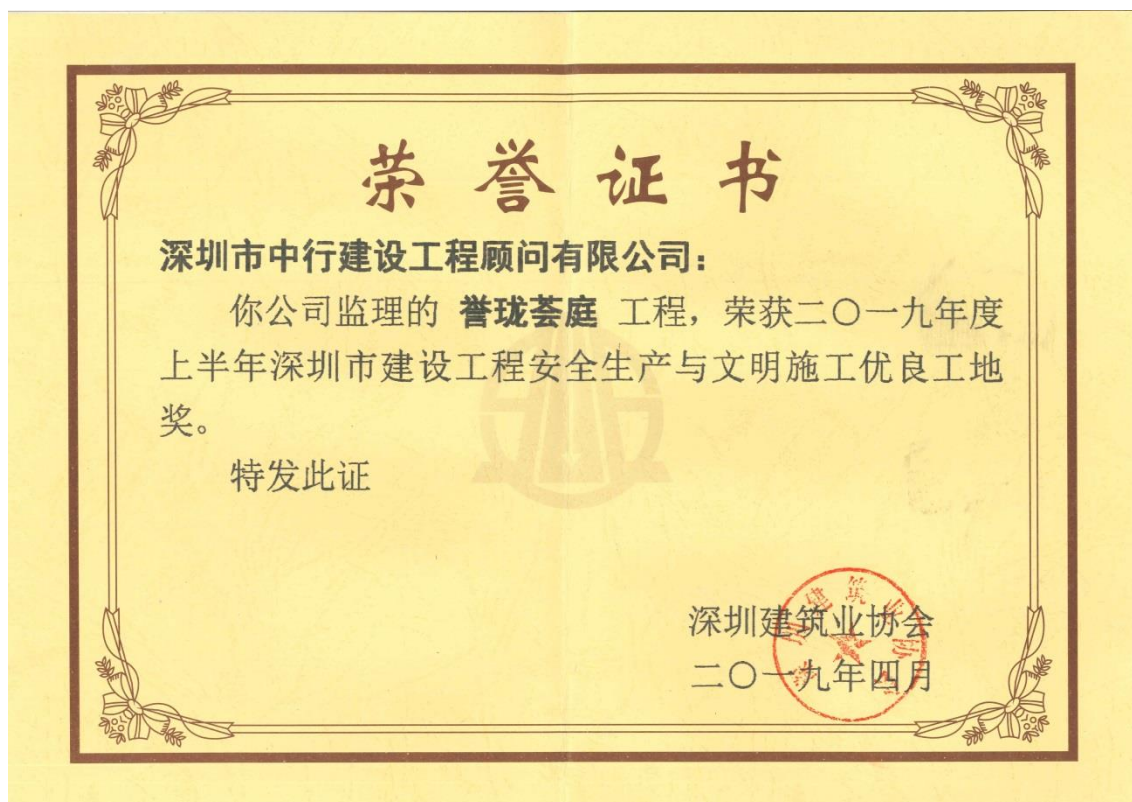 荣誉证书
深圳市中行建设工程顾问有限公司：
你公司监理的 誉珑荟庭 工程，荣获二〇一九年度
上半年深圳市建设工程安全生产与文明施工优良工地
奖。
特发此证
深圳建筑业协会
二〇一九年四月